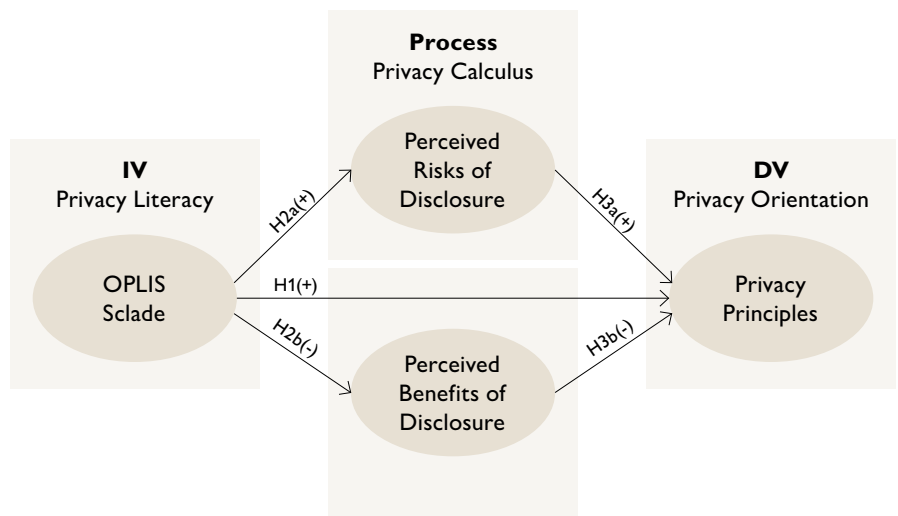 Process
Privacy Calculus
Perceived
Risks of
Disclosure
IV
Privacy Literacy
OPLIS
Sclade
H2a(+)
H1(+)
H2b(-)
Perceived
Benefits of
Disclosure
H3a(+)
H3b(-)
DV
Privacy Orientation
Privacy
Principles